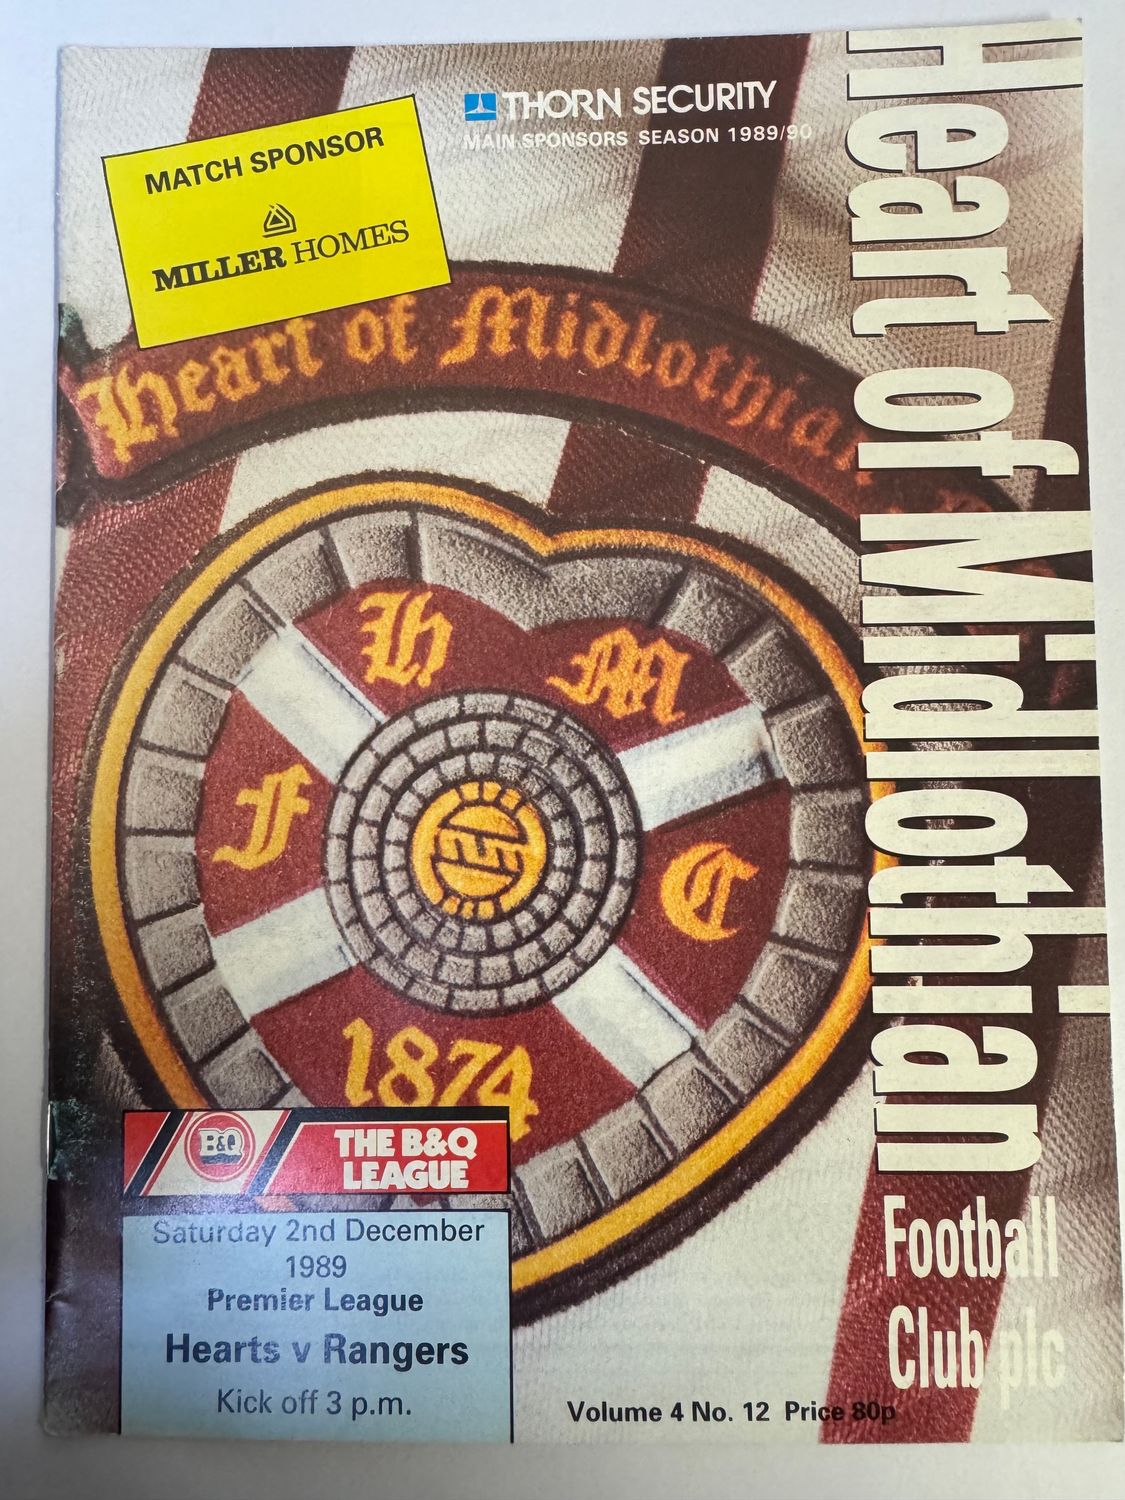 THORN SECURITY
MAIN SPONSORS SEASON 1989/90
MATCH SPONSOR
MILLER HOMES
Heart of Midlothian
Heart of Midlothian
Football
Club plc
H M
F C
1874
B&Q
THE B&Q
LEAGUE
Saturday 2nd December
1989
Premier League
Hearts v Rangers
Kick off 3 p.m.
Volume 4 No. 12 Price 80p